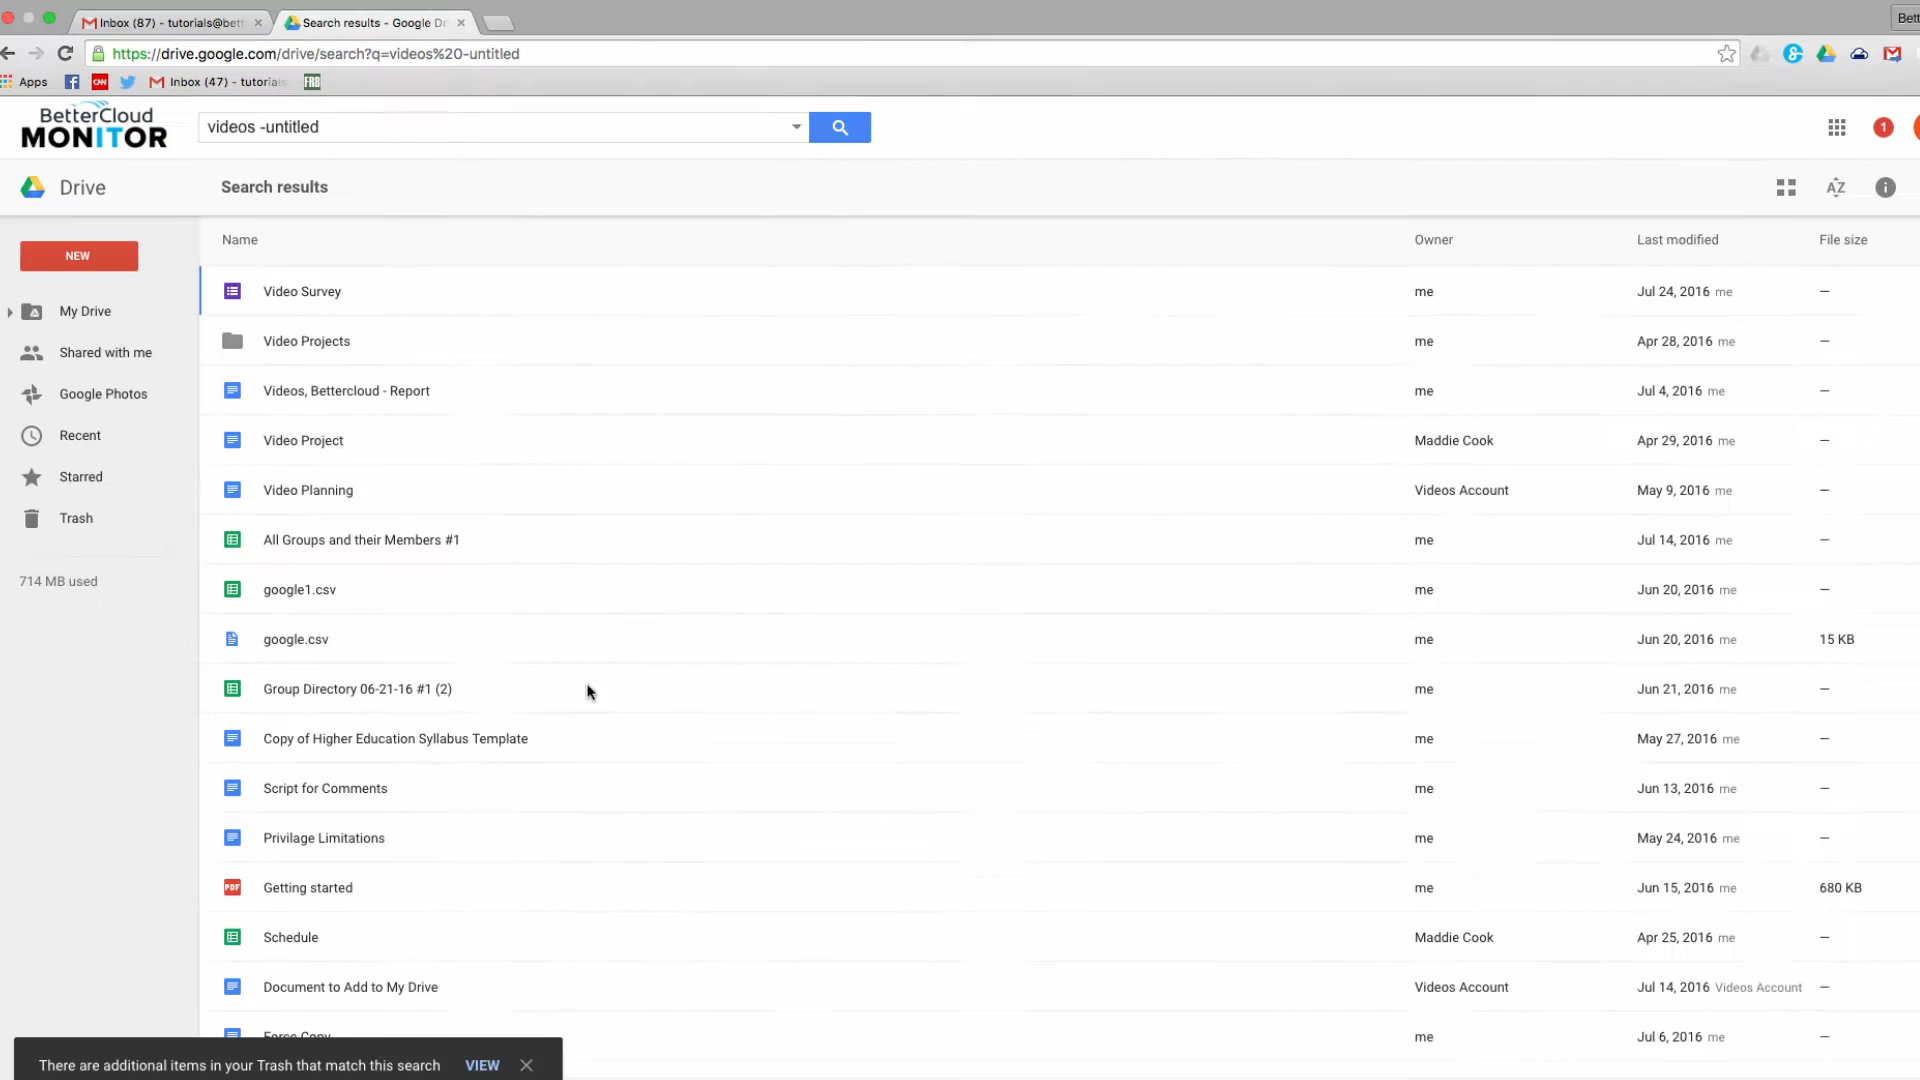 Inbox (87) - tutorials@bett
Search results - Google Dr
Bett
https://drive.google.com/drive/search?q=videos%20-untitled
Apps
CNN
Inbox (47) - tutorials
FRB
BetterCloud
MONITOR
videos -untitled
1
Drive
Search results
AZ
NEW
My Drive
Shared with me
Google Photos
Recent
Starred
Trash
714 MB used
Name Owner Last modified File size
Video Survey me Jul 24, 2016 me —
Video Projects me Apr 28, 2016 me —
Videos, Bettercloud - Report me Jul 4, 2016 me —
Video Project Maddie Cook Apr 29, 2016 me —
Video Planning Videos Account May 9, 2016 me —
All Groups and their Members #1 me Jul 14, 2016 me —
google1.csv me Jun 20, 2016 me —
google.csv me Jun 20, 2016 me 15 KB
Group Directory 06-21-16 #1 (2) me Jun 21, 2016 me —
Copy of Higher Education Syllabus Template me May 27, 2016 me —
Script for Comments me Jun 13, 2016 me —
Privilage Limitations me May 24, 2016 me —
PDF Getting started me Jun 15, 2016 me 680 KB
Schedule Maddie Cook Apr 25, 2016 me —
Document to Add to My Drive Videos Account Jul 14, 2016 Videos Account —
Force Copy me Jul 6, 2016 me —
There are additional items in your Trash that match this search VIEW